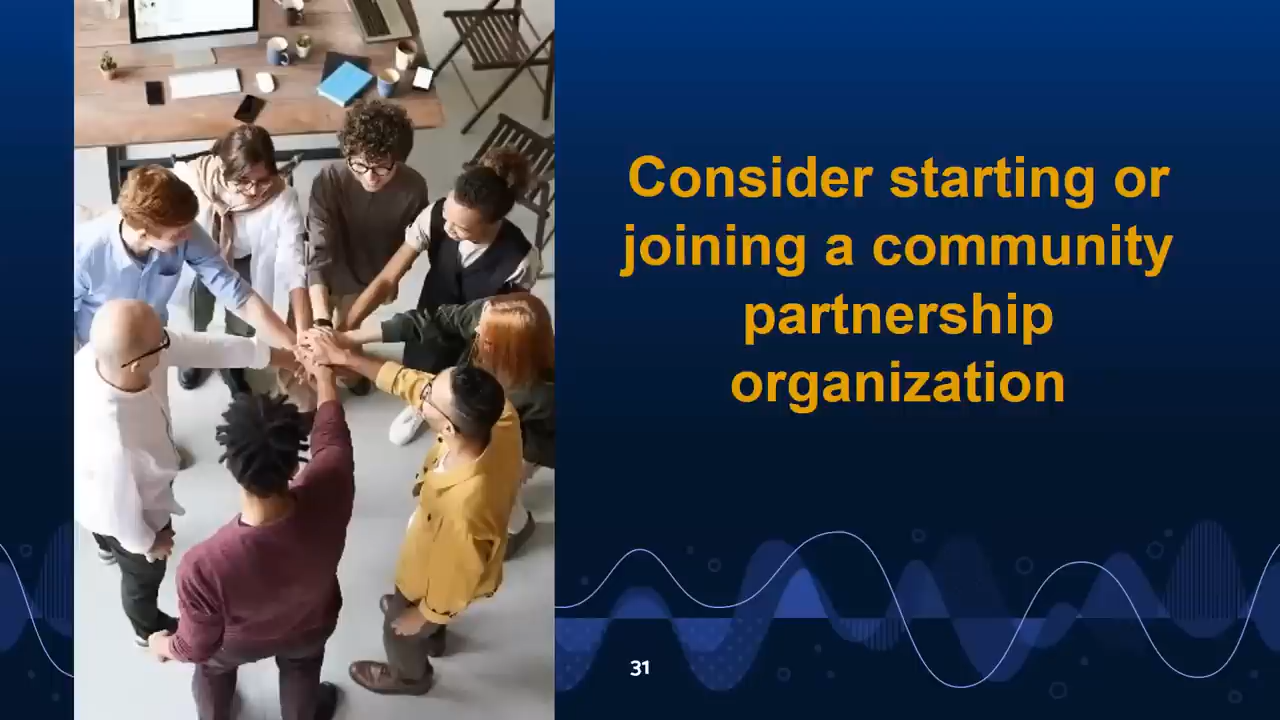 Consider starting or
joining a community
partnership
organization
31